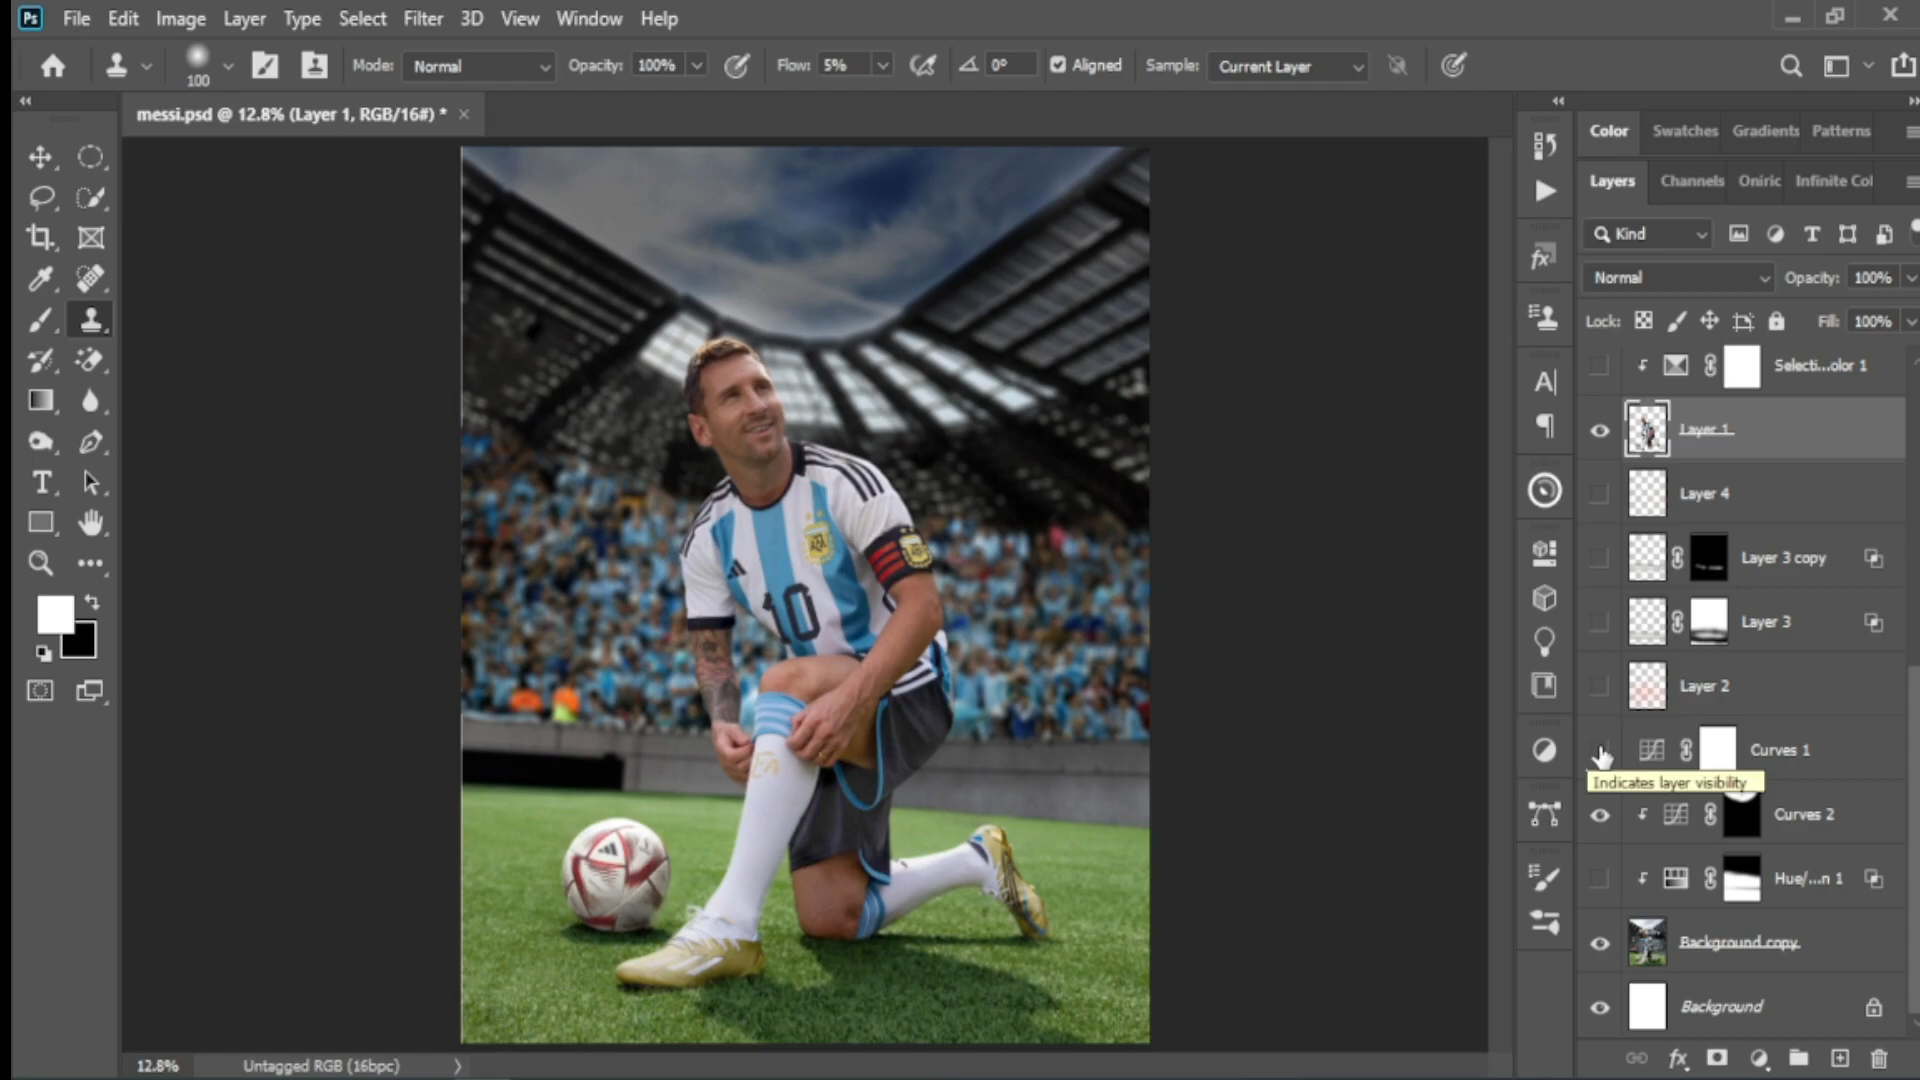 Ps File Edit Image Layer Type Select Filter 3D View Window Help
100 Mode: Normal Opacity: 100% Flow: 5% 0° Aligned Sample: Current Layer
messi.psd @ 12.8% (Layer 1, RGB/16#) *
Color Swatches Gradients Patterns
Layers Channels Oniric Infinite Col
Kind
Normal Opacity: 100%
Lock: Fill: 100%
Selecti...olor 1
Layer 1
Layer 4
Layer 3 copy
Layer 3
Layer 2
Curves 1
Indicates layer visibility
Curves 2
Hue/...n 1
Background copy
Background
AFA
10
12.8% Untagged RGB (16bpc)